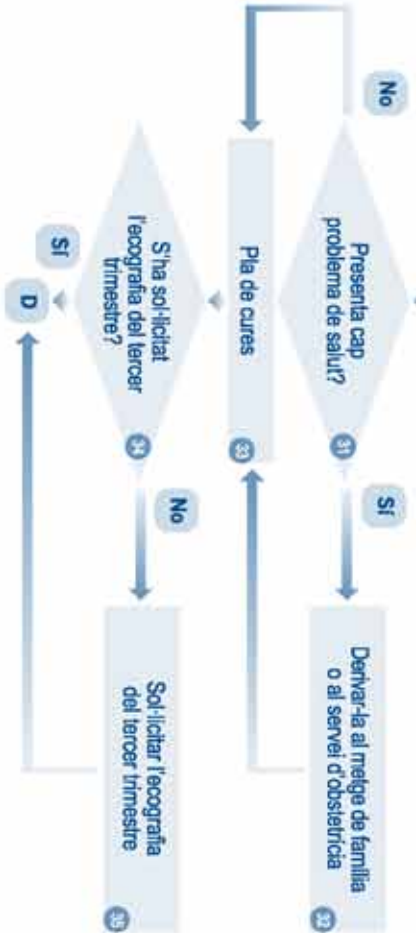 Presenta cap
problema de salut?
31
No
Sí
Derivar-la al metge de família
o al servei d'obstetrícia
32
Pla de cures
33
S'ha sol·licitat
l'ecografia del tercer
trimestre?
34
No
Sol·licitar l'ecografia
del tercer trimestre
35
Sí
D